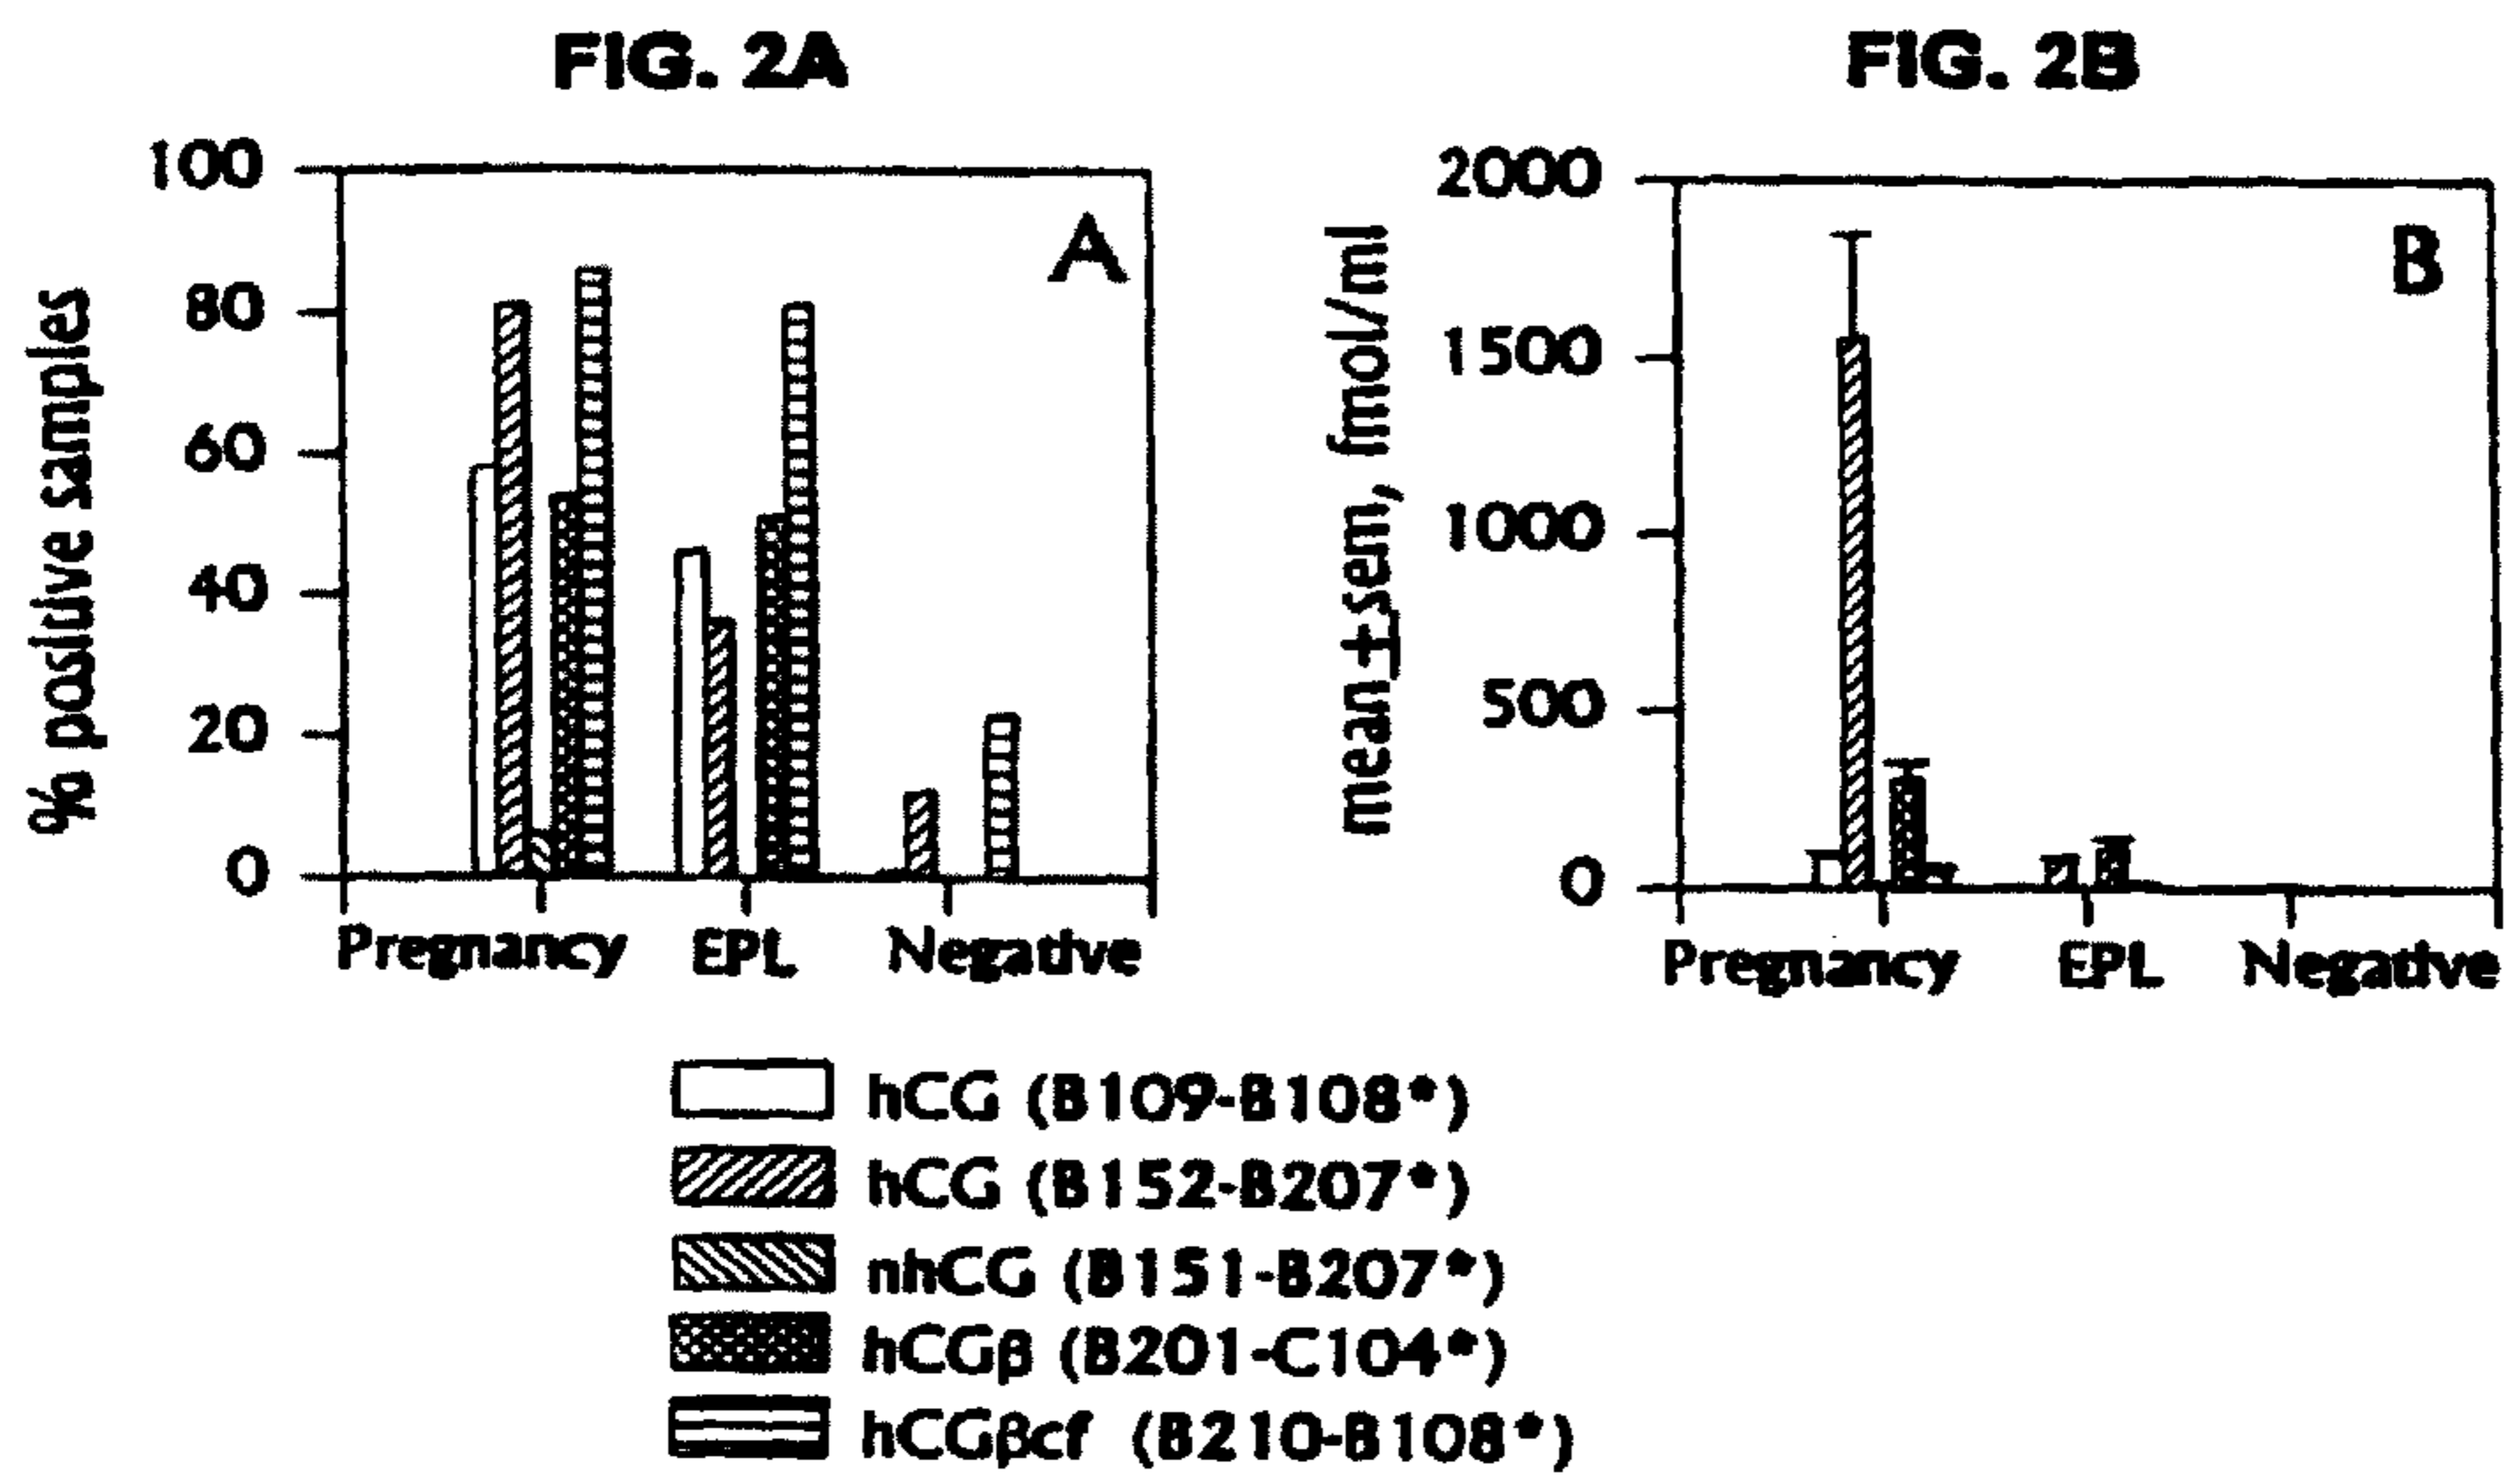 FIG. 2A
FIG. 2B
100
80
60
40
20
0
% positive samples
A
Pregnancy
EPL
Negative
2000
1500
1000
500
0
mean ± sem, fmol/ml
B
Pregnancy
EPL
Negative
hCG (B109-B108*)
hCG (B152-B207*)
nhCG (B151-B207*)
hCGβ (B201-C104*)
hCGβcf (B210-B108*)